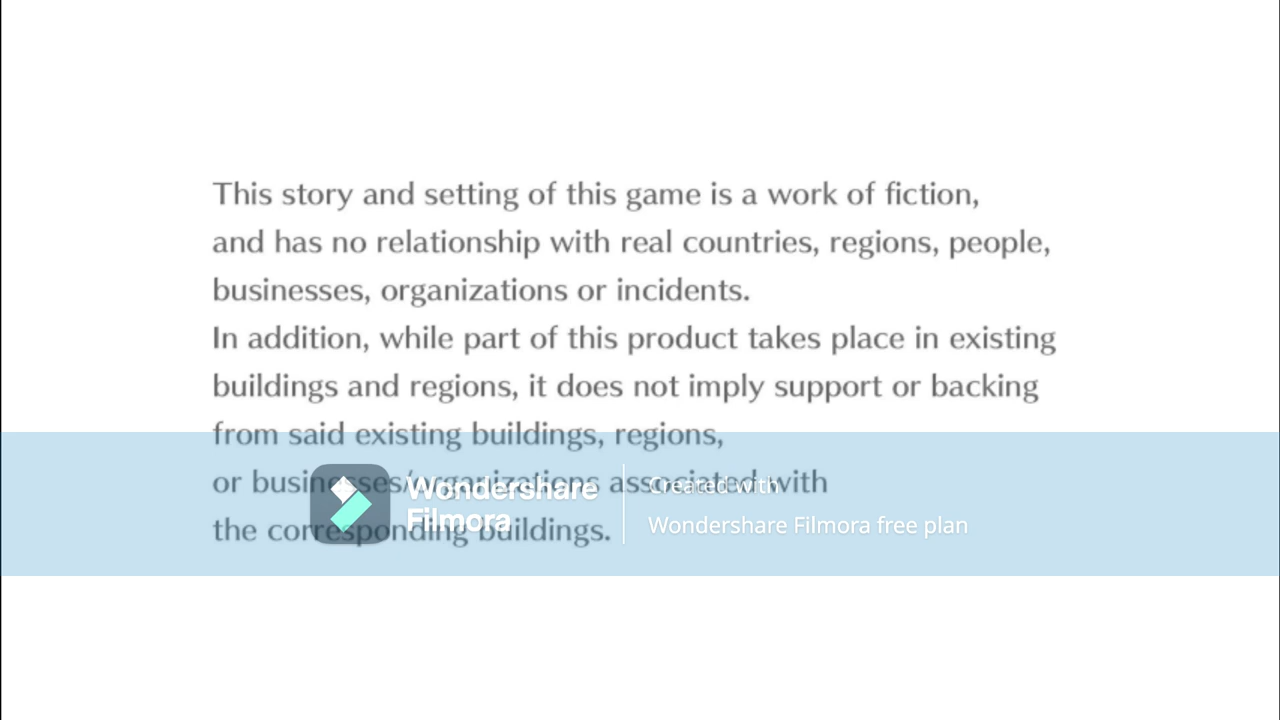 This story and setting of this game is a work of fiction,
and has no relationship with real countries, regions, people,
businesses, organizations or incidents.
In addition, while part of this product takes place in existing
buildings and regions, it does not imply support or backing
from said existing buildings, regions,
or businesses/organizations associated with
the corresponding buildings.
Wondershare
Filmora
Created with
Wondershare Filmora free plan